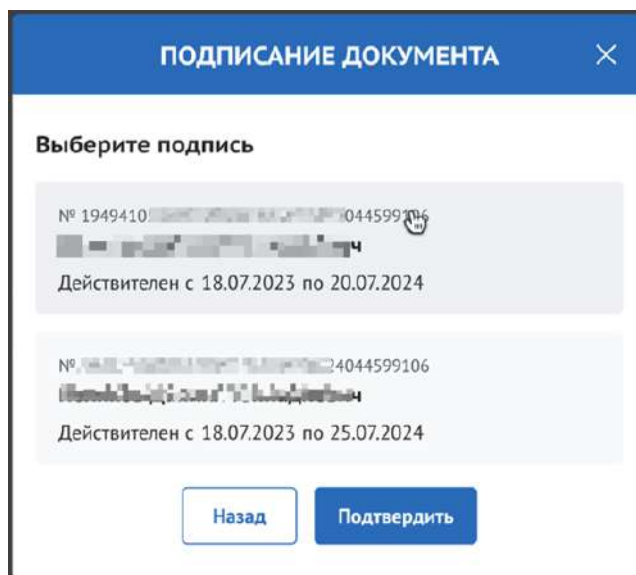 ПОДПИСАНИЕ ДОКУМЕНТА
Выберите подпись
№ 1949410
Действителен с 18.07.2023 по 20.07.2024
№ 24044599106
Действителен с 18.07.2023 по 25.07.2024
Назад Подтвердить